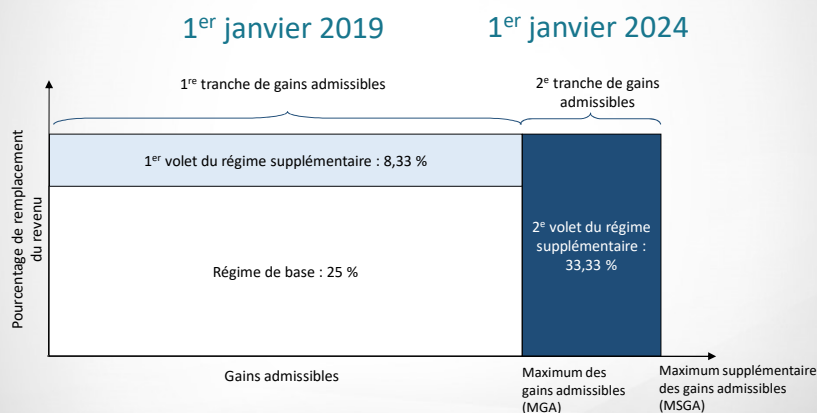 1er janvier 2019
1er janvier 2024
1re tranche de gains admissibles
2e tranche de gains
admissibles
Pourcentage de remplacement
du revenu
1er volet du régime supplémentaire : 8,33 %
Régime de base : 25 %
2e volet du régime
supplémentaire :
33,33 %
Gains admissibles
Maximum des
gains admissibles
(MGA)
Maximum supplémentaire
des gains admissibles
(MSGA)